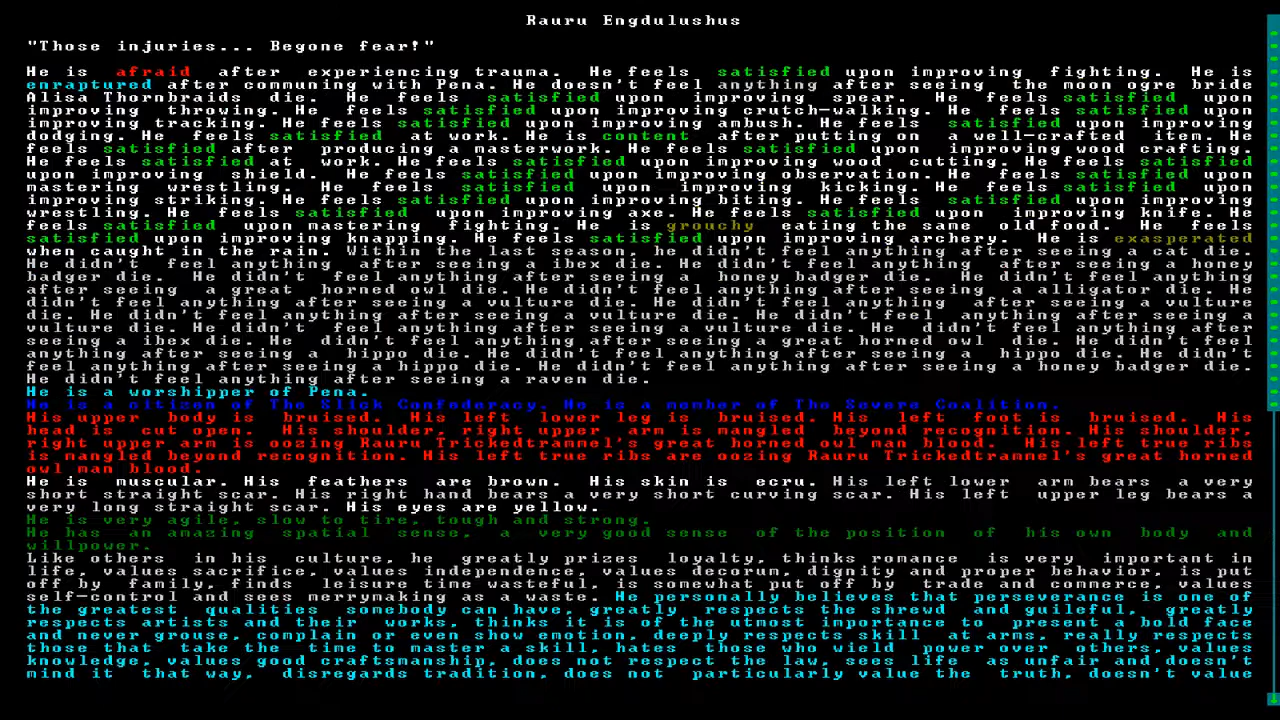 Rauru Engdulushus
"Those injuries... Begone fear!"
He is afraid after experiencing trauma. He feels satisfied upon improving fighting. He is
enraptured after communing with Pena. He doesn't feel anything after seeing the moon ogre bride
Alisa Thornbraids die. He feels satisfied upon improving spear. He feels satisfied upon
improving throwing. He feels satisfied upon improving crutch-walking. He feels satisfied upon
improving tracking. He feels satisfied upon improving ambush. He feels satisfied upon improving
dodging. He feels satisfied at work. He is content after putting on a well-crafted item. He
feels satisfied after producing a masterwork. He feels satisfied upon improving wood crafting.
He feels satisfied at work. He feels satisfied upon improving wood cutting. He feels satisfied
upon improving shield. He feels satisfied upon improving observation. He feels satisfied upon
mastering wrestling. He feels satisfied upon improving kicking. He feels satisfied upon
improving striking. He feels satisfied upon improving biting. He feels satisfied upon improving
wrestling. He feels satisfied upon improving axe. He feels satisfied upon improving knife. He
feels satisfied upon mastering fighting. He is grouchy eating the same old food. He feels
satisfied upon improving knapping. He feels satisfied upon improving archery. He is exasperated
when caught in the rain. Within the last season, he didn't feel anything after seeing a cat die.
He didn't feel anything after seeing a ibex die. He didn't feel anything after seeing a honey
badger die. He didn't feel anything after seeing a honey badger die. He didn't feel anything
after seeing a great horned owl die. He didn't feel anything after seeing a alligator die. He
didn't feel anything after seeing a vulture die. He didn't feel anything after seeing a vulture
die. He didn't feel anything after seeing a vulture die. He didn't feel anything after seeing a
vulture die. He didn't feel anything after seeing a vulture die. He didn't feel anything after
seeing a ibex die. He didn't feel anything after seeing a great horned owl die. He didn't feel
anything after seeing a hippo die. He didn't feel anything after seeing a hippo die. He didn't
feel anything after seeing a hippo die. He didn't feel anything after seeing a honey badger die.
He didn't feel anything after seeing a raven die.
He is a worshipper of Pena.
He is a citizen of The Slick Confederacy. He is a member of The Severe Coalition.
His upper body is bruised. His left lower leg is bruised. His left foot is bruised. His
head is cut open. His shoulder, right upper arm is mangled beyond recognition. His shoulder,
right upper arm is oozing Rauru Trickedtrammel's great horned owl man blood. His left true ribs
is mangled beyond recognition. His left true ribs are oozing Rauru Trickedtrammel's great horned
owl man blood.
He is muscular. His feathers are brown. His skin is ecru. His left lower arm bears a very
short straight scar. His right hand bears a very short curving scar. His left upper leg bears a
very long straight scar. His eyes are yellow.
He is very agile, slow to tire, tough and strong.
He has an amazing spatial sense, a very good sense of the position of his own body and
willpower.
Like others in his culture, he greatly prizes loyalty, thinks romance is very important in
life, values sacrifice, values independence, values decorum, dignity and proper behavior, is put
off by family, finds leisure time wasteful, is somewhat put off by trade and commerce, values
self-control and sees merrymaking as a waste. He personally believes that perseverance is one of
the greatest qualities somebody can have, greatly respects the shrewd and guileful, greatly
respects artists and their works, thinks it is of the utmost importance to present a bold face
and never grouse, complain or even show emotion, deeply respects skill at arms, really respects
those that take the time to master a skill, hates those who wield power over others, values
knowledge, values good craftsmanship, does not respect the law, sees life as unfair and doesn't
mind it that way, disregards tradition, does not particularly value the truth, doesn't value